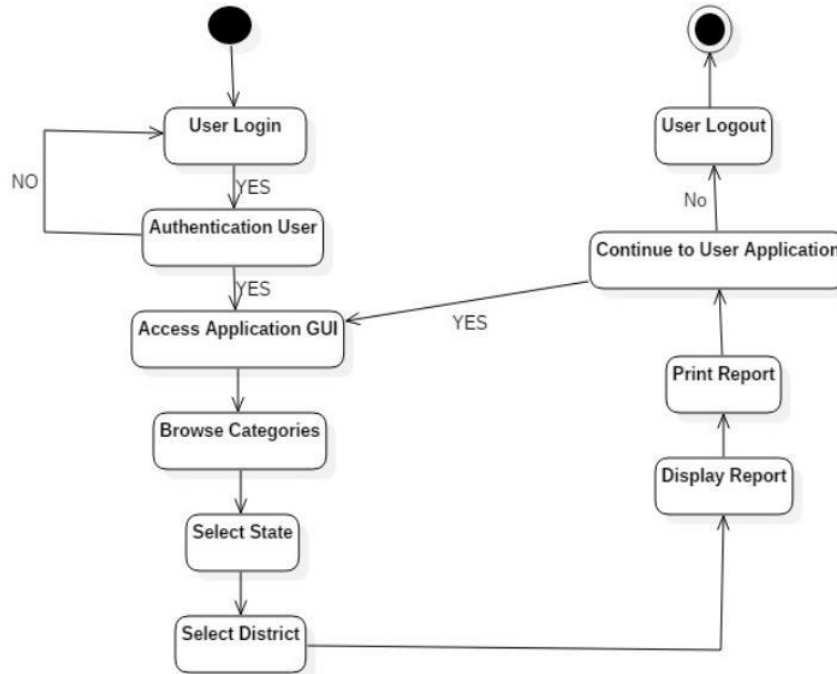 User Login
YES
NO
Authentication User
YES
Access Application GUI
Browse Categories
Select State
Select District
User Logout
No
Continue to User Application
YES
Print Report
Display Report